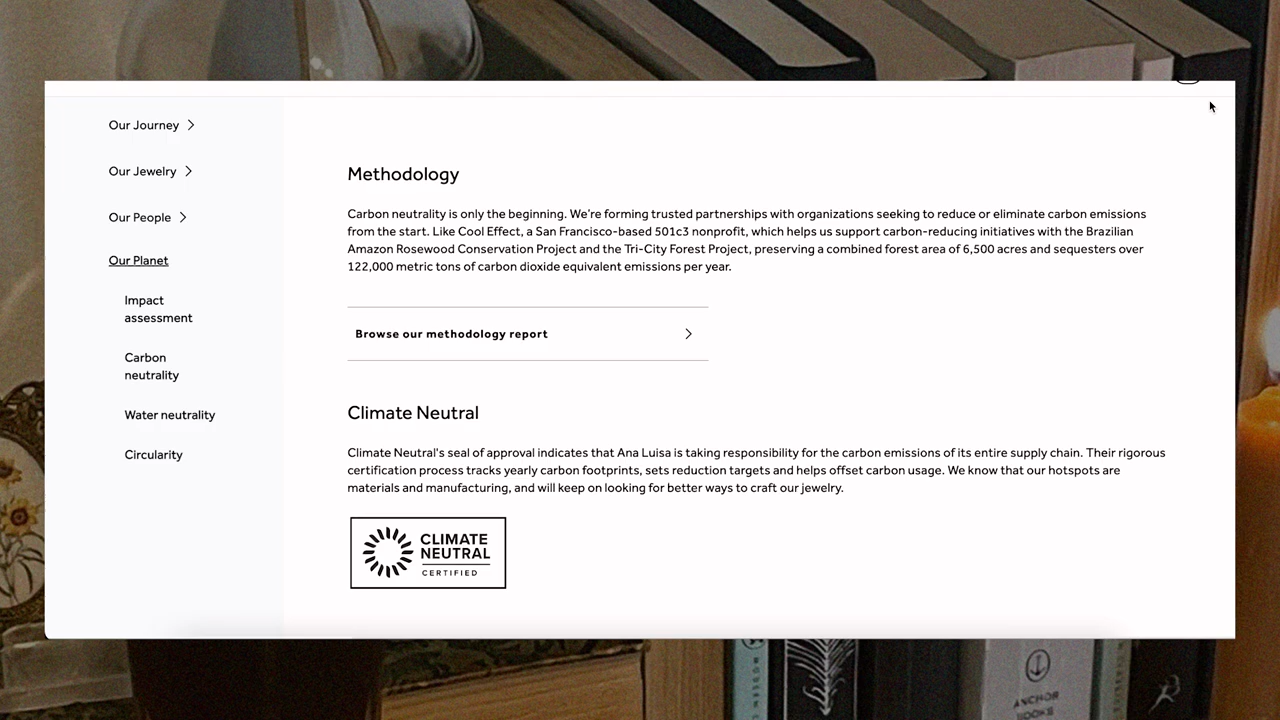 Our Journey
Our Jewelry
Our People
Our Planet
Impact
assessment
Carbon
neutrality
Water neutrality
Circularity
Methodology
Carbon neutrality is only the beginning. We're forming trusted partnerships with organizations seeking to reduce or eliminate carbon emissions
from the start. Like Cool Effect, a San Francisco-based 501c3 nonprofit, which helps us support carbon-reducing initiatives with the Brazilian
Amazon Rosewood Conservation Project and the Tri-City Forest Project, preserving a combined forest area of 6,500 acres and sequesters over
122,000 metric tons of carbon dioxide equivalent emissions per year.
Browse our methodology report
Climate Neutral
Climate Neutral's seal of approval indicates that Ana Luisa is taking responsibility for the carbon emissions of its entire supply chain. Their rigorous
certification process tracks yearly carbon footprints, sets reduction targets and helps offset carbon usage. We know that our hotspots are
materials and manufacturing, and will keep on looking for better ways to craft our jewelry.
CLIMATE
NEUTRAL
CERTIFIED
ANCHOR
BOOKS